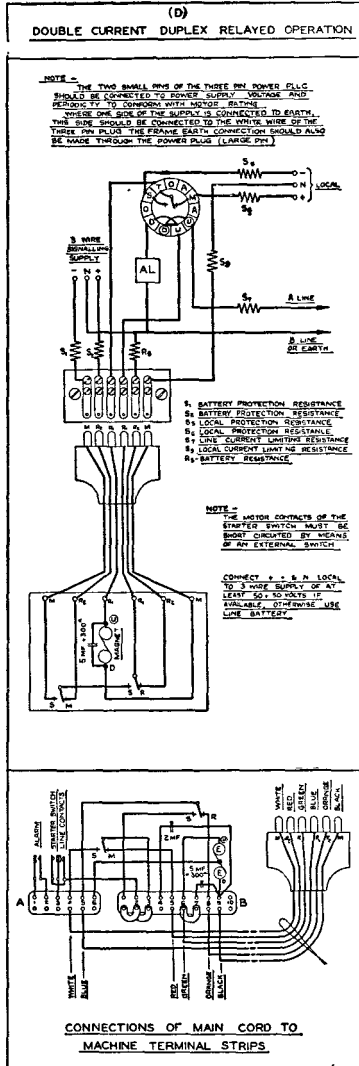 (D)
DOUBLE CURRENT DUPLEX RELAYED OPERATION
NOTE -
THE TWO SMALL PINS OF THE THREE PIN POWER PLUG
SHOULD BE CONNECTED TO POWER SUPPLY VOLTAGE AND
PERIODICITY TO CONFORM WITH MOTOR RATING
WHERE ONE SIDE OF THE SUPPLY IS CONNECTED TO EARTH,
THIS SIDE SHOULD BE CONNECTED TO THE WHITE WIRE OF THE
THREE PIN PLUG THE FRAME EARTH CONNECTION SHOULD ALSO
BE MADE THROUGH THE POWER PLUG (LARGE PIN)
-
N
+
LOCAL
3 WIRE
SIGNALLING
SUPPLY
- N +
AL
A LINE
B LINE
OR EARTH
S1 BATTERY PROTECTION RESISTANCE
S2 BATTERY PROTECTION RESISTANCE
LOCAL PROTECTION RESISTANCE
LOCAL PROTECTION RESISTANCE
S7 LINE CURRENT LIMITING RESISTANCE
LOCAL CURRENT LIMITING RESISTANCE
BATTERY RESISTANCE
NOTE -
THE MOTOR CONTACTS OF THE
STARTER SWITCH MUST BE
SHORT CIRCUITED BY MEANS
OF AN EXTERNAL SWITCH
CONNECT
N LOCAL
TO 3 WIRE SUPPLY OF AT
LEAST 50 + 50 VOLTS IF
AVAILABLE, OTHERWISE USE
LINE BATTERY
5 MF + 300
MAGNET
U
D
S M
S R
ALARM
STARTER SWITCH
LINE CONTACTS
S R
S M
2 MF
5 MF
300
E
E
A
B
WHITE
BLUE
RED
GREEN
ORANGE
BLACK
WHITE
RED
GREEN
BLUE
ORANGE
BLACK
CONNECTIONS OF MAIN CORD TO
MACHINE TERMINAL STRIPS